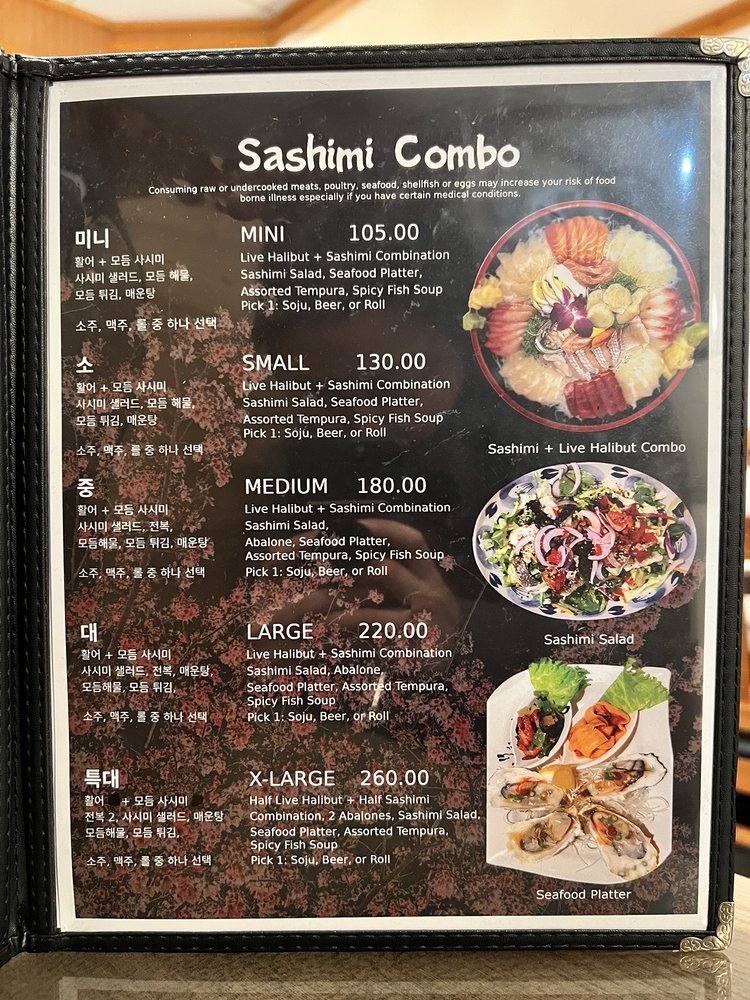 Sashimi Combo
Consuming raw or undercooked meats, poultry, seafood, shellfish or eggs may increase your risk of food
borne illness especially if you have certain medical conditions.
미니
활어 + 모듬 사시미
사시미 샐러드, 모듬 해물,
모듬 튀김, 매운탕
소주, 맥주, 롤 중 하나 선택
MINI 105.00
Live Halibut + Sashimi Combination
Sashimi Salad, Seafood Platter,
Assorted Tempura, Spicy Fish Soup
Pick 1: Soju, Beer, or Roll
소
활어 + 모듬 사시미
사시미 샐러드, 모듬 해물,
모듬 튀김, 매운탕
소주, 맥주, 롤 중 하나 선택
SMALL 130.00
Live Halibut + Sashimi Combination
Sashimi Salad, Seafood Platter,
Assorted Tempura, Spicy Fish Soup
Pick 1: Soju, Beer, or Roll
중
활어 + 모듬 사시미
사시미 샐러드, 전복,
모듬해물, 모듬 튀김, 매운탕
소주, 맥주, 롤 중 하나 선택
MEDIUM 180.00
Live Halibut + Sashimi Combination
Sashimi Salad,
Abalone, Seafood Platter,
Assorted Tempura, Spicy Fish Soup
Pick 1: Soju, Beer, or Roll
대
활어 + 모듬 사시미
사시미 샐러드, 전복, 매운탕,
모듬해물, 모듬 튀김,
소주, 맥주, 롤 중 하나 선택
LARGE 220.00
Live Halibut + Sashimi Combination
Sashimi Salad, Abalone,
Seafood Platter, Assorted Tempura,
Spicy Fish Soup
Pick 1: Soju, Beer, or Roll
특대
활어 + 모듬 사시미
전복 2, 사시미 샐러드, 매운탕
모듬해물, 모듬 튀김,
소주, 맥주, 롤 중 하나 선택
X-LARGE 260.00
Half Live Halibut + Half Sashimi
Combination, 2 Abalones, Sashimi Salad,
Seafood Platter, Assorted Tempura,
Spicy Fish Soup
Pick 1: Soju, Beer, or Roll
Sashimi + Live Halibut Combo
Sashimi Salad
Seafood Platter